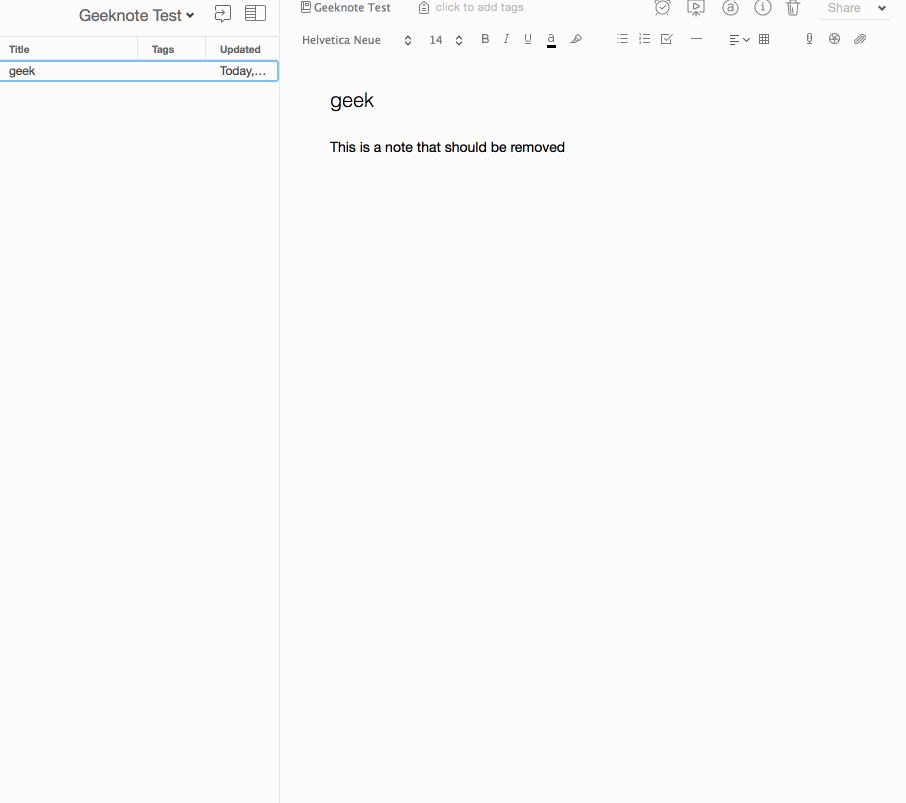 Geeknote Test
Title Tags Updated
geek Today,...
Geeknote Test click to add tags Share
Helvetica Neue 14 B I U a
geek
This is a note that should be removed